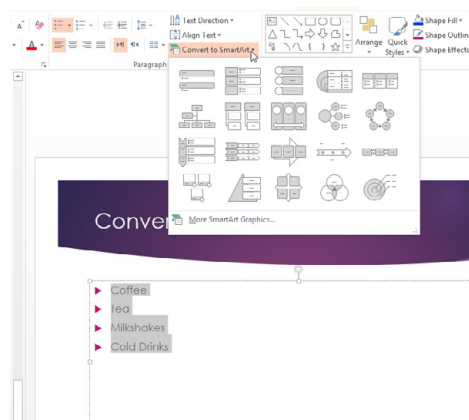 Text Direction
Align Text
Convert to SmartArt
Paragraph
Arrange
Quick
Styles
Shape Fill
Shape Outlin
Shape Effects
More SmartArt Graphics...
Conver
Coffee
Tea
Milkshakes
Cold Drinks